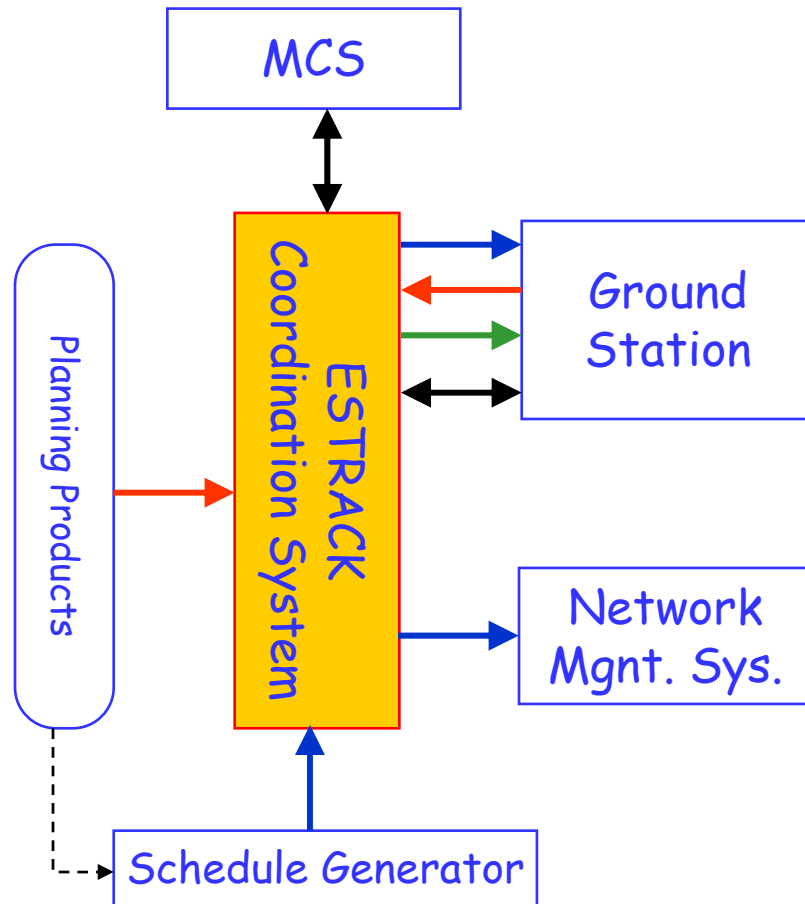 MCS
Planning Products
ESTRACK
Coordination System
Ground
Station
Network
Mgnt. Sys.
Schedule Generator